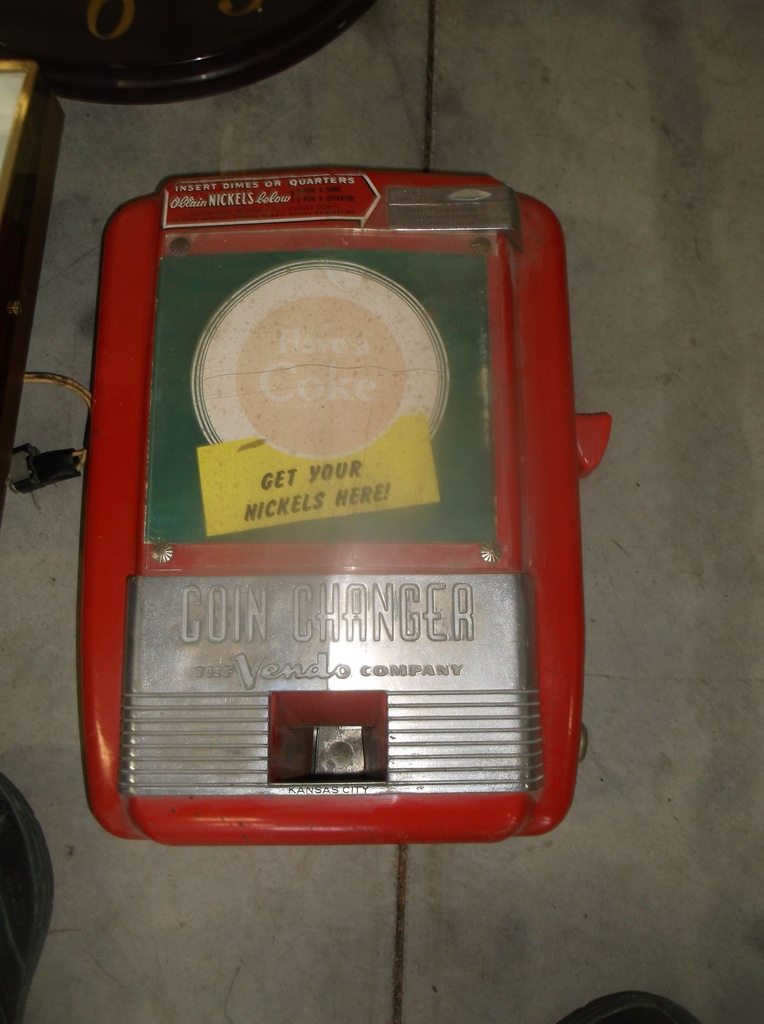 6
INSERT DIMES OR QUARTERS
Obtain NICKELS below
Have a
Coke
GET YOUR
NICKELS HERE!
COIN CHANGER
THE Vendo COMPANY
KANSAS CITY